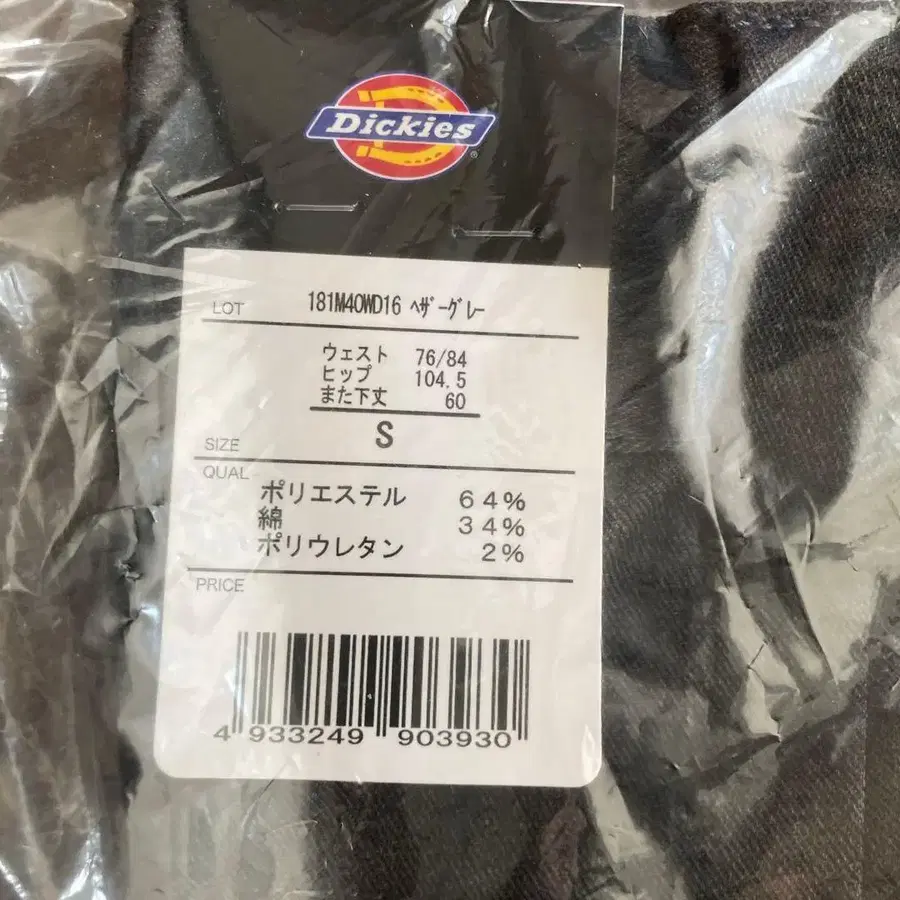 Dickies®
LOT 181M40WD16 ﾍｻﾞｰｸﾞﾚｰ
ウェスト 76/84
ヒップ 104.5
また下丈 60
SIZE S
QUAL
ポリエステル 64%
綿 34%
ポリウレタン 2%
PRICE
4 933249 903930